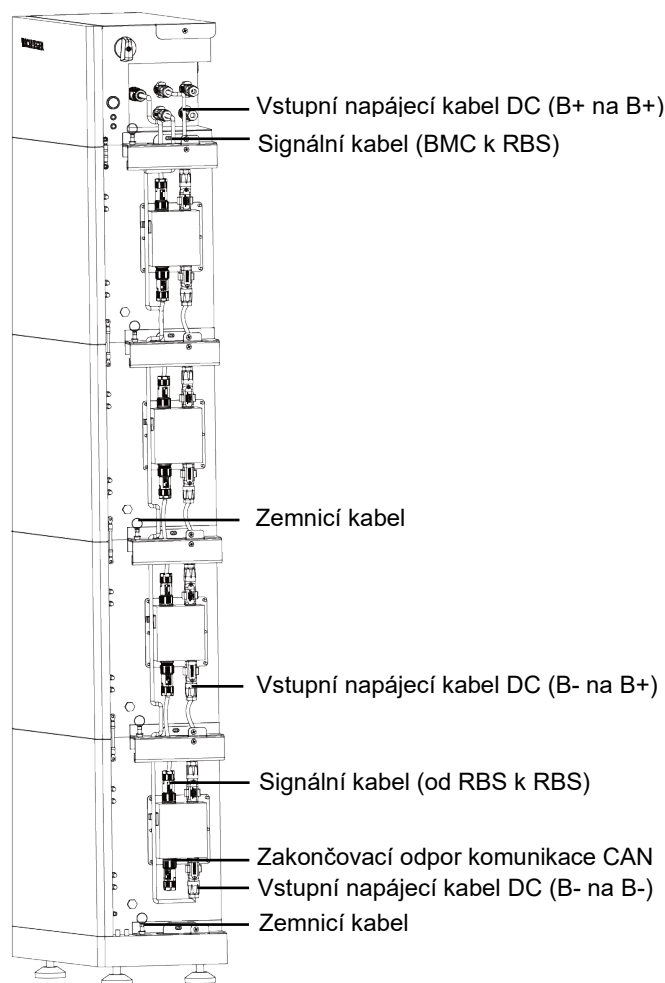 Vstupní napájecí kabel DC (B+ na B+)
Signální kabel (BMC k RBS)
Zemnicí kabel
Vstupní napájecí kabel DC (B- na B+)
Signální kabel (od RBS k RBS)
Zakončovací odpor komunikace CAN
Vstupní napájecí kabel DC (B- na B-)
Zemnicí kabel